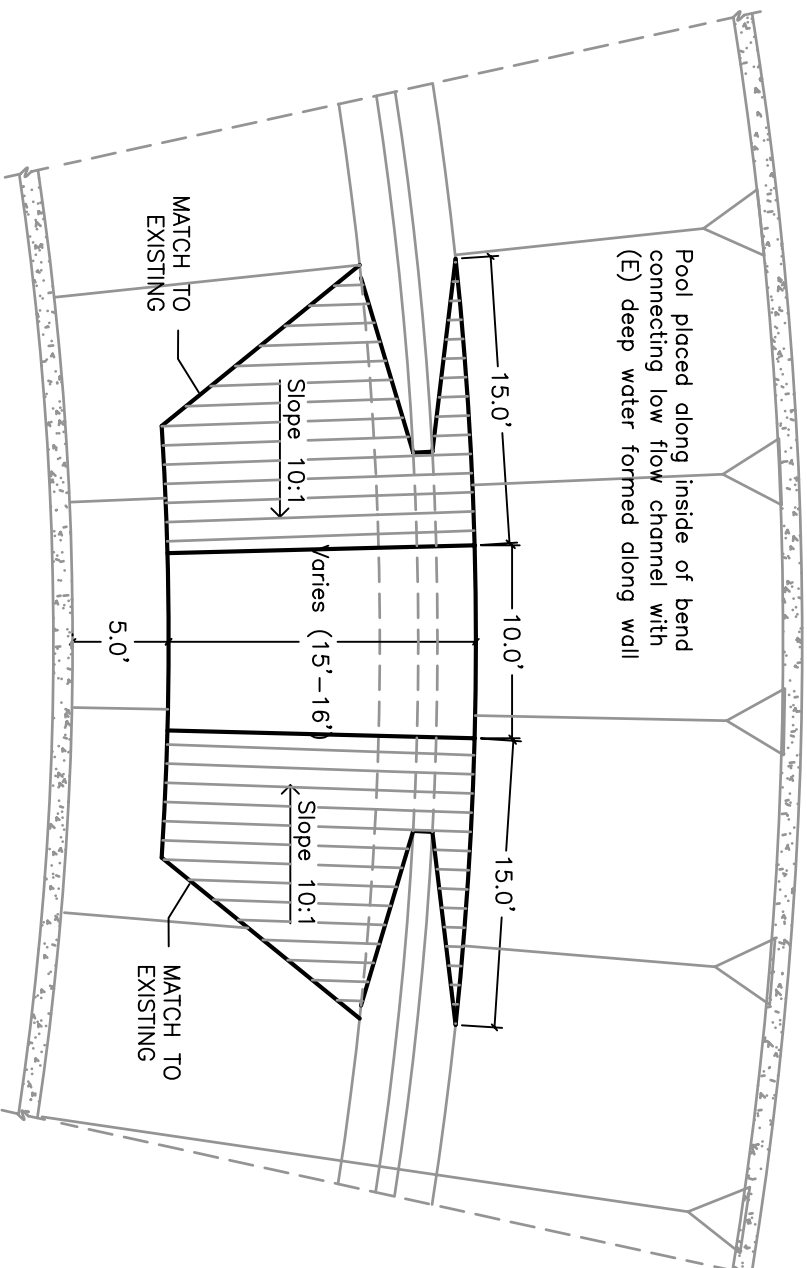 Pool placed along inside of bend
connecting low flow channel with
(E) deep water formed along wall
15.0'
10.0'
15.0'
Varies (15'-16')
5.0'
Slope 10:1
Slope 10:1
MATCH TO
EXISTING
MATCH TO
EXISTING